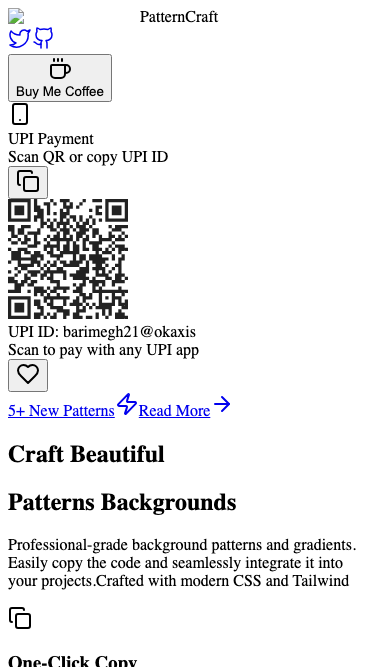 PatternCraft
Buy Me Coffee
UPI Payment
Scan QR or copy UPI ID
UPI ID: barimegh21@okaxis
Scan to pay with any UPI app
5+ New Patterns Read More
Craft Beautiful
Patterns Backgrounds
Professional-grade background patterns and gradients.
Easily copy the code and seamlessly integrate it into
your projects.Crafted with modern CSS and Tailwind
One-Click Copy